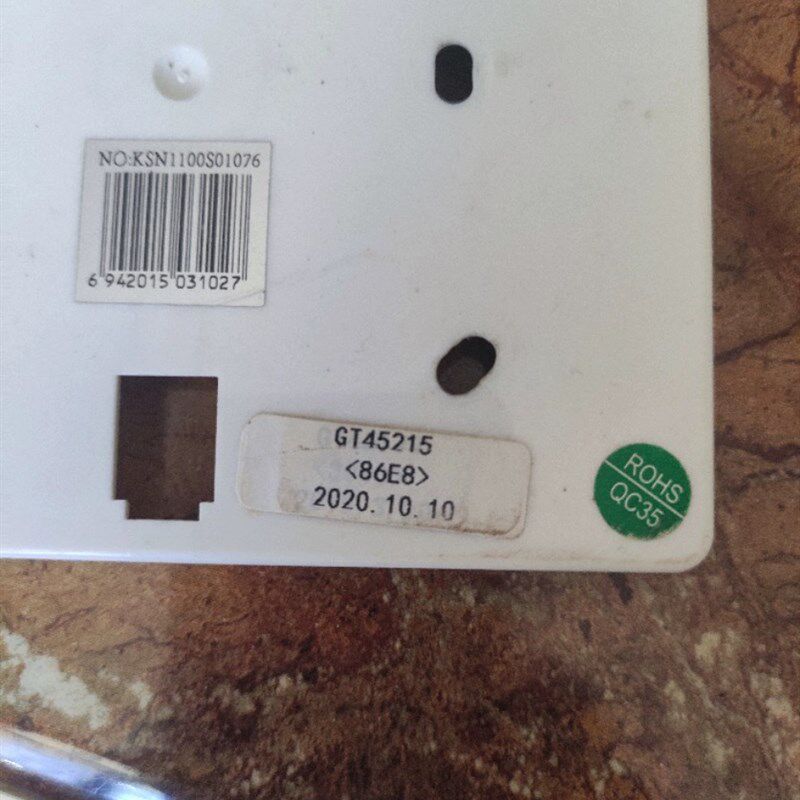 NO:KSN1100S01076
6 942015 031027
GT45215
<86E8>
2020.10.10
ROHS
QC35